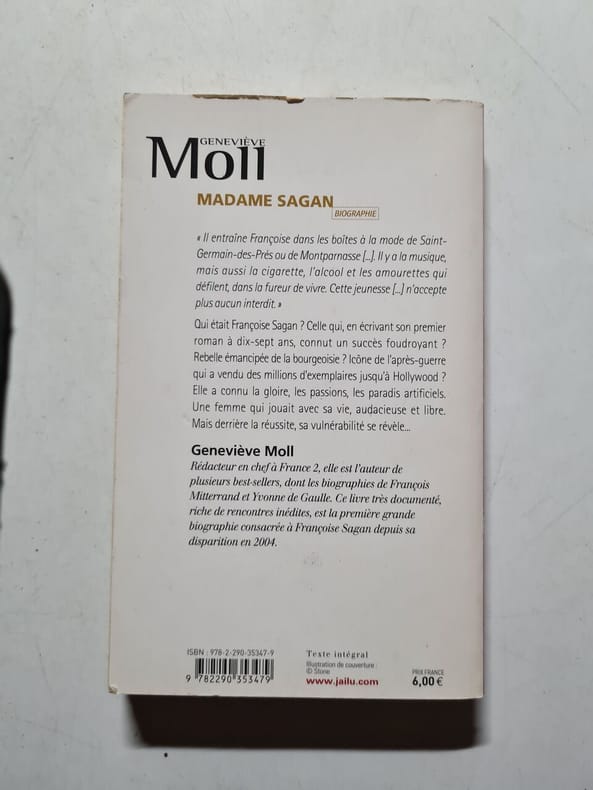 GENEVIÈVE
Moll
MADAME SAGAN
BIOGRAPHIE
« Il entraîne Françoise dans les boîtes à la mode de Saint-
Germain-des-Prés ou de Montparnasse [...]. Il y a la musique,
mais aussi la cigarette, l'alcool et les amourettes qui
défilent, dans la fureur de vivre. Cette jeunesse [...] n'accepte
plus aucun interdit. »
Qui était Françoise Sagan ? Celle qui, en écrivant son premier
roman à dix-sept ans, connut un succès foudroyant ?
Rebelle émancipée de la bourgeoisie ? Icône de l'après-guerre
qui a vendu des millions d'exemplaires jusqu'à Hollywood ?
Elle a connu la gloire, les passions, les paradis artificiels.
Une femme qui jouait avec sa vie, audacieuse et libre.
Mais derrière la réussite, sa vulnérabilité se révèle...
Geneviève Moll
Rédacteur en chef à France 2, elle est l'auteur de
plusieurs best-sellers, dont les biographies de François
Mitterrand et Yvonne de Gaulle. Ce livre très documenté,
riche de rencontres inédites, est la première grande
biographie consacrée à Françoise Sagan depuis sa
disparition en 2004.
ISBN : 978-2-290-35347-9
9 782290 353479
Texte intégral
Illustration de couverture :
© Stone
www.jailu.com
PRIX FRANCE
6,00 €